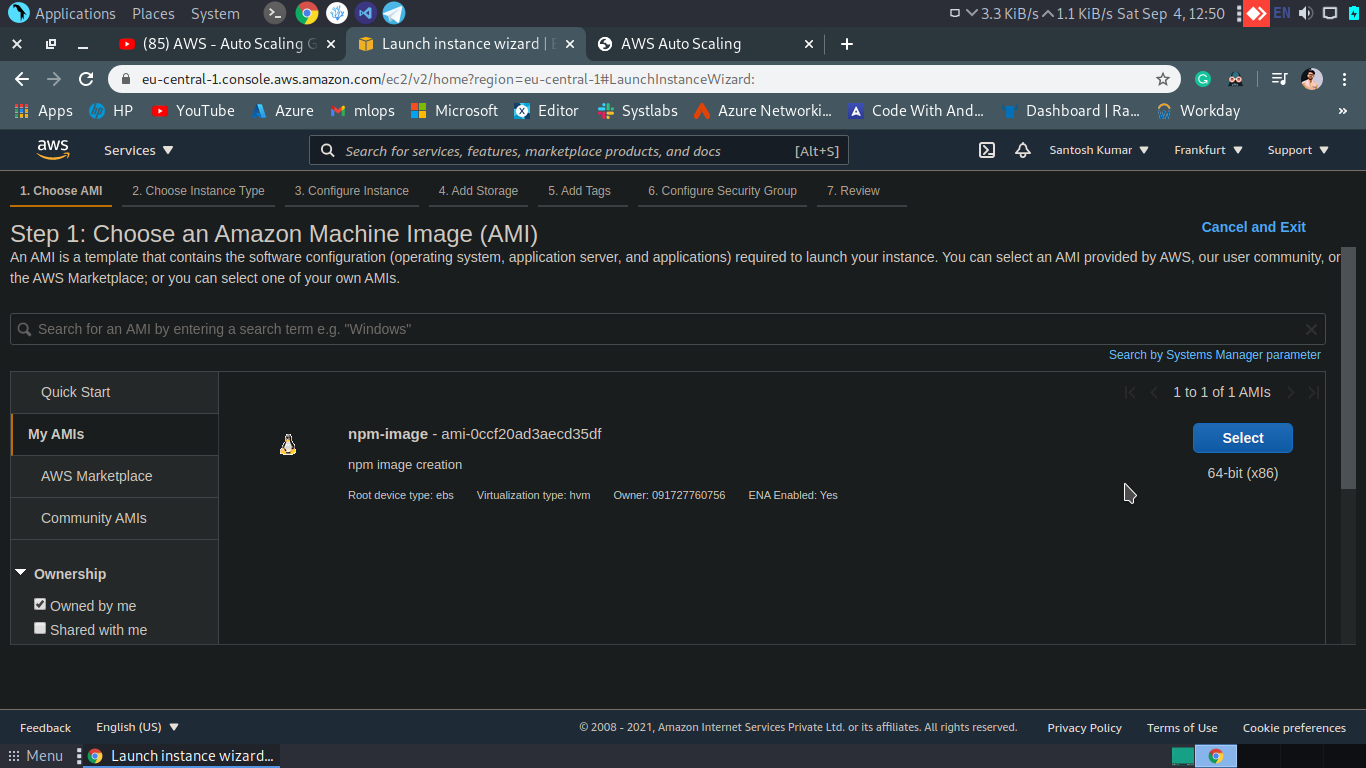 Applications Places System 3.3 KiB/s 1.1 KiB/s Sat Sep 4, 12:50 EN
(85) AWS - Auto Scaling G Launch instance wizard | E AWS Auto Scaling
eu-central-1.console.aws.amazon.com/ec2/v2/home?region=eu-central-1#LaunchInstanceWizard:
Apps HP YouTube Azure mlops Microsoft Editor Systlabs Azure Networki... Code With And... Dashboard | Ra... Workday »
aws Services Search for services, features, marketplace products, and docs [Alt+S] Santosh Kumar Frankfurt Support
1. Choose AMI 2. Choose Instance Type 3. Configure Instance 4. Add Storage 5. Add Tags 6. Configure Security Group 7. Review
Step 1: Choose an Amazon Machine Image (AMI) Cancel and Exit
An AMI is a template that contains the software configuration (operating system, application server, and applications) required to launch your instance. You can select an AMI provided by AWS, our user community, or
the AWS Marketplace; or you can select one of your own AMIs.
Search for an AMI by entering a search term e.g. "Windows"
Search by Systems Manager parameter
Quick Start 1 to 1 of 1 AMIs
My AMIs npm-image - ami-0ccf20ad3aecd35df Select
npm image creation 64-bit (x86)
AWS Marketplace
Root device type: ebs Virtualization type: hvm Owner: 091727760756 ENA Enabled: Yes
Community AMIs
Ownership
Owned by me
Shared with me
Feedback English (US) © 2008 - 2021, Amazon Internet Services Private Ltd. or its affiliates. All rights reserved. Privacy Policy Terms of Use Cookie preferences
Menu Launch instance wizard...